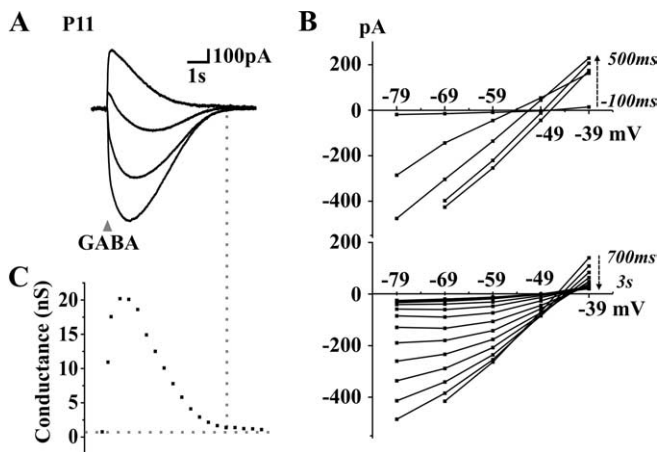 A
P11
100pA
1s
GABA
B
pA
200
0
-200
-400
-79
-69
-59
-49
-39 mV
500ms
-100ms
200
0
-200
-400
-79
-69
-59
-49
-39 mV
700ms
3s
C
Conductance (nS)
20
15
10
5
0